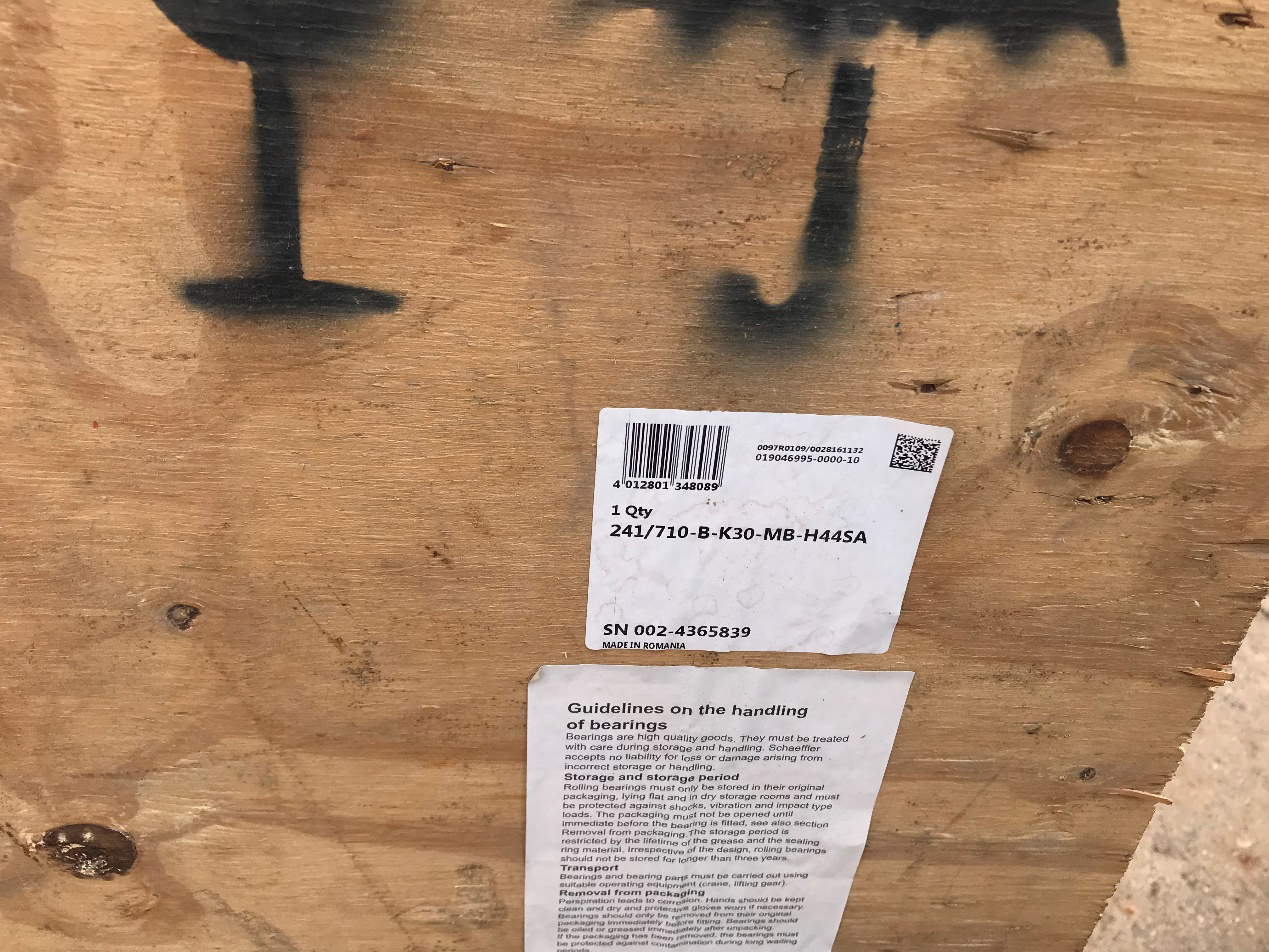 0097R0109/0028161132
019046995-0000-10
4 012801 348089
1 Qty
241/710-B-K30-MB-H44SA
SN 002-4365839
MADE IN ROMANIA
Guidelines on the handling
of bearings
Bearings are high quality goods. They must be treated
with care during storage and handling. Schaeffler
accepts no liability for loss or damage arising from
incorrect storage or handling.
Storage and storage period
Rolling bearings must only be stored in their original
packaging, lying flat and in dry storage rooms and must
be protected against shocks, vibration and impact type
loads. The packaging must not be opened until
immediate before the bearing is fitted, see also section
Removal from packaging.The storage period is
restricted by the lifetime of the grease and the sealing
ring material. Irrespective of the design, rolling bearings
should not be stored for longer than three years.
Transport
Bearings and bearing parts must be carried out using
suitable operating equipment (crane, lifting gear).
Removal from packaging
Perspiration leads to corrosion. Hands should be kept
clean and dry and protective gloves worn if necessary.
Bearings should only be removed from their original
packaging immediately before fitting. Bearings should
be oiled or greased immediately after unpacking.
If the packaging has been removed, the bearings must
be protected against contamination during long waiting
periods.